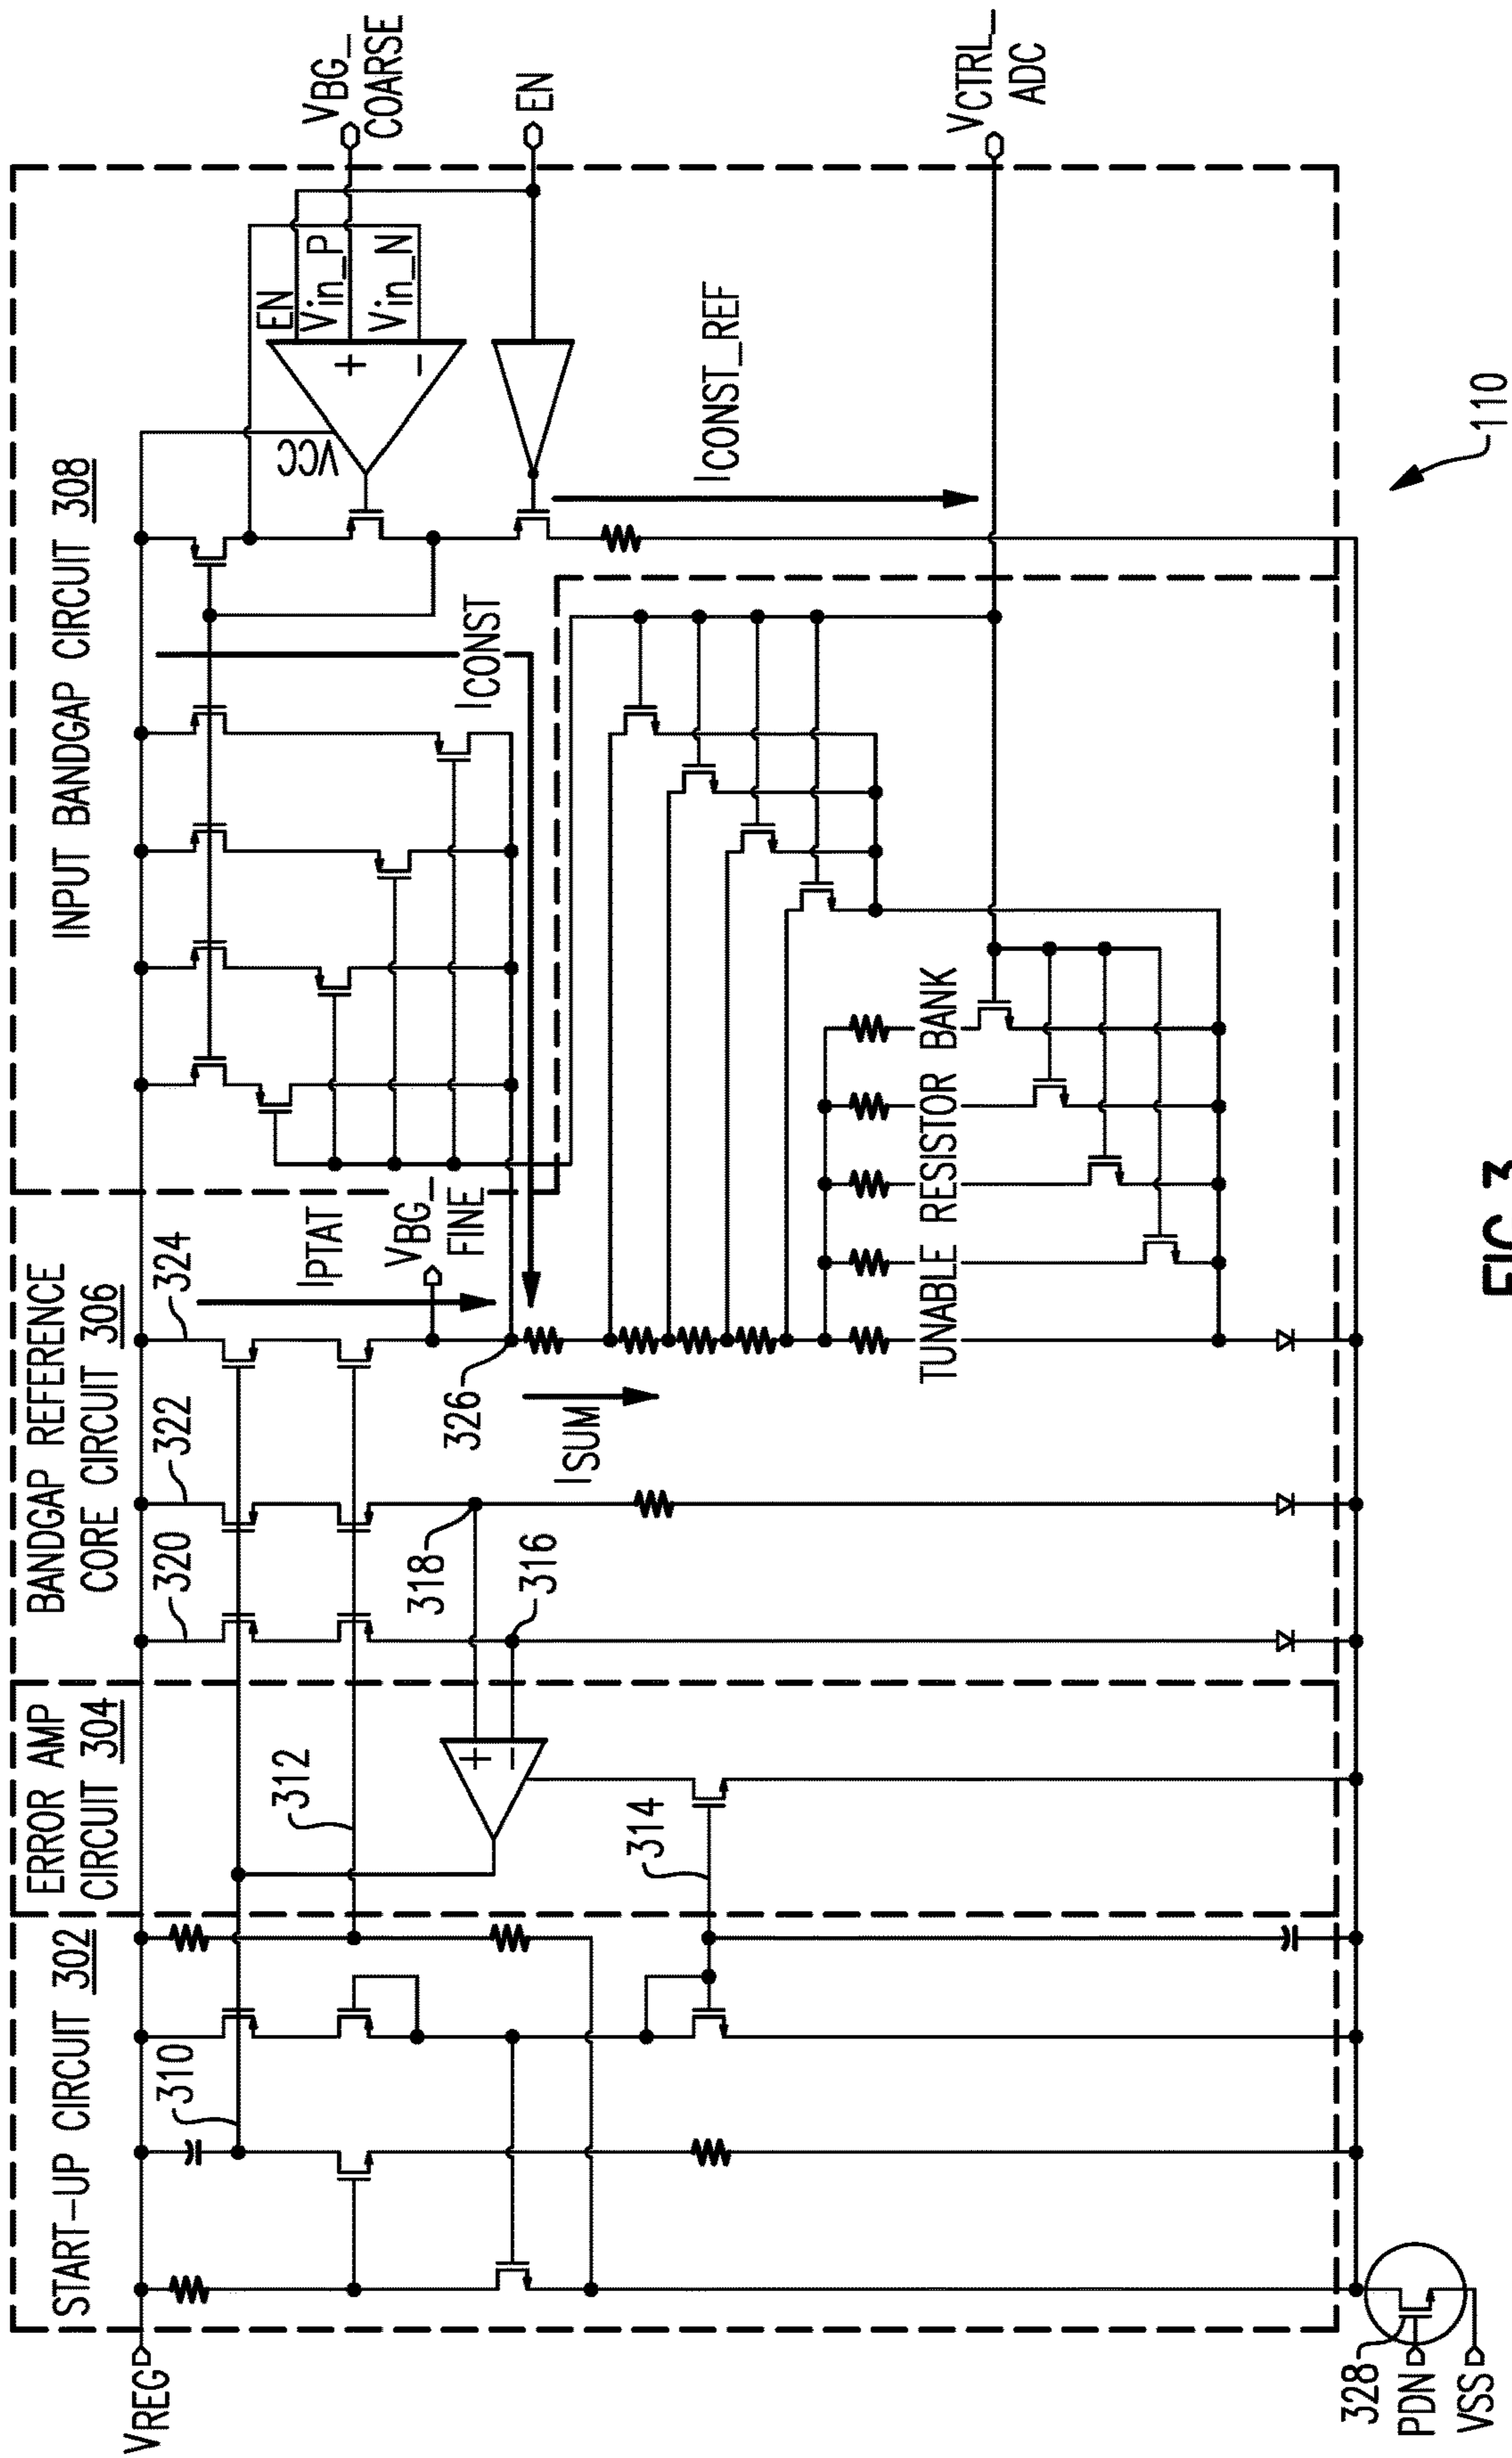 START-UP CIRCUIT 302
ERROR AMP
CIRCUIT 304
BANDGAP REFERENCE
CORE CIRCUIT 306
INPUT BANDGAP CIRCUIT 308
VREG
310
312
314
316
318
320
322
324
326
IPTAT
VBG_
FINE
ISUM
ICONST
ICONST_REF
TUNABLE RESISTOR BANK
VCC
EN
Vin_P
Vin_N
+
-
+
-
VBG_
COARSE
EN
VCTRL_
ADC
328
PDN
VSS
110
FIG. 3